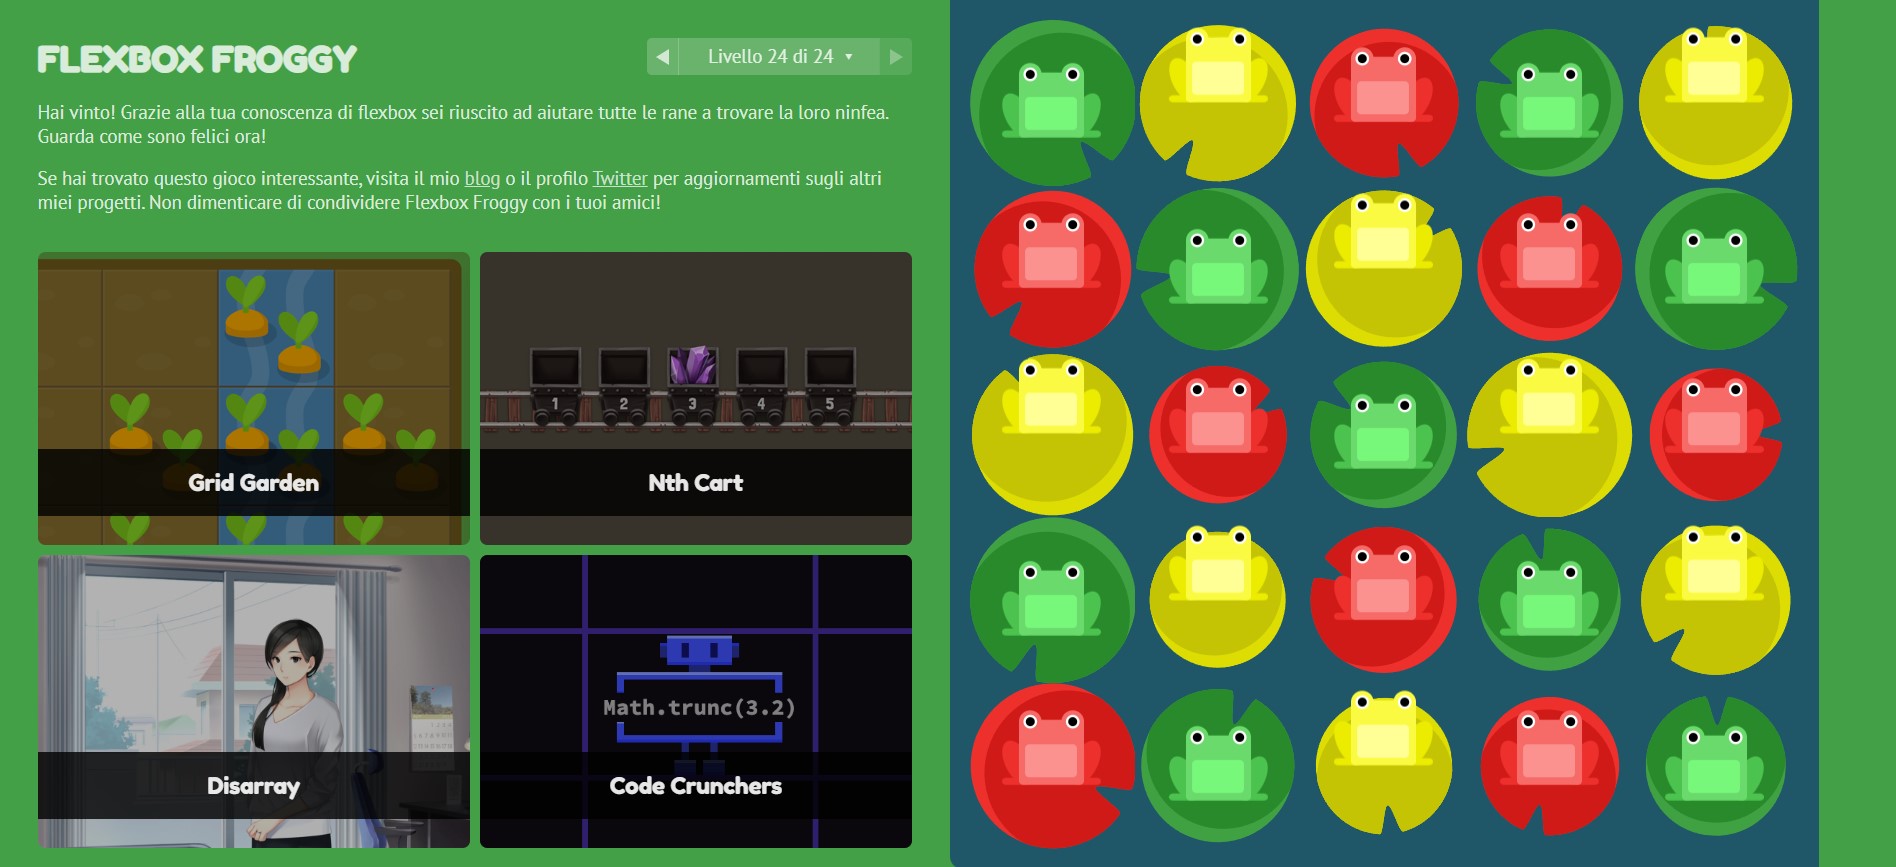 FLEXBOX FROGGY
Livello 24 di 24
Hai vinto! Grazie alla tua conoscenza di flexbox sei riuscito ad aiutare tutte le rane a trovare la loro ninfea.
Guarda come sono felici ora!
Se hai trovato questo gioco interessante, visita il mio blog o il profilo Twitter per aggiornamenti sugli altri
miei progetti. Non dimenticare di condividere Flexbox Froggy con i tuoi amici!
Grid Garden
1 2 3 4 5
Nth Cart
Disarray
Math.trunc(3.2)
Code Crunchers